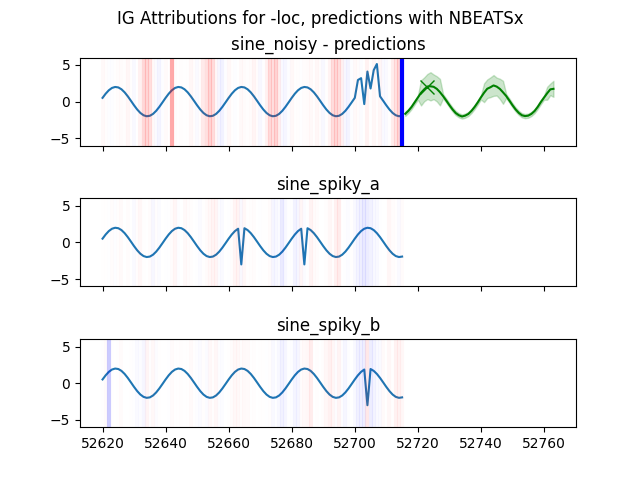 IG Attributions for -loc, predictions with NBEATSx
sine_noisy - predictions
5
0
−5
sine_spiky_a
5
0
−5
sine_spiky_b
5
0
−5
52620 52640 52660 52680 52700 52720 52740 52760